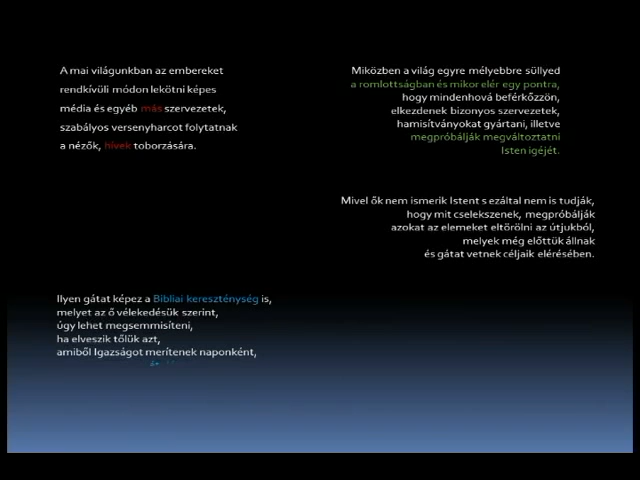 A mai világunkban az embereket
rendkívüli módon lekötni képes
média és egyéb más szervezetek,
szabályos versenyharcot folytatnak
a nézők, hívek toborzására.
Miközben a világ egyre mélyebbre süllyed
a romlottságban és mikor elér egy pontra,
hogy mindenhová beférkőzzön,
elkezdenek bizonyos szervezetek,
hamisítványokat gyártani, illetve
megpróbálják megváltoztatni
Isten igéjét.
Mivel ők nem ismerik Istent s ezáltal nem is tudják,
hogy mit cselekszenek, megpróbálják
azokat az elemeket eltörölni az útjukból,
melyek még előttük állnak
és gátat vetnek céljaik elérésében.
Ilyen gátat képez a Bibliai kereszténység is,
melyet az ő vélekedésük szerint,
úgy lehet megsemmisíteni,
ha elveszik tőlük azt,
amiből Igazságot merítenek naponként,